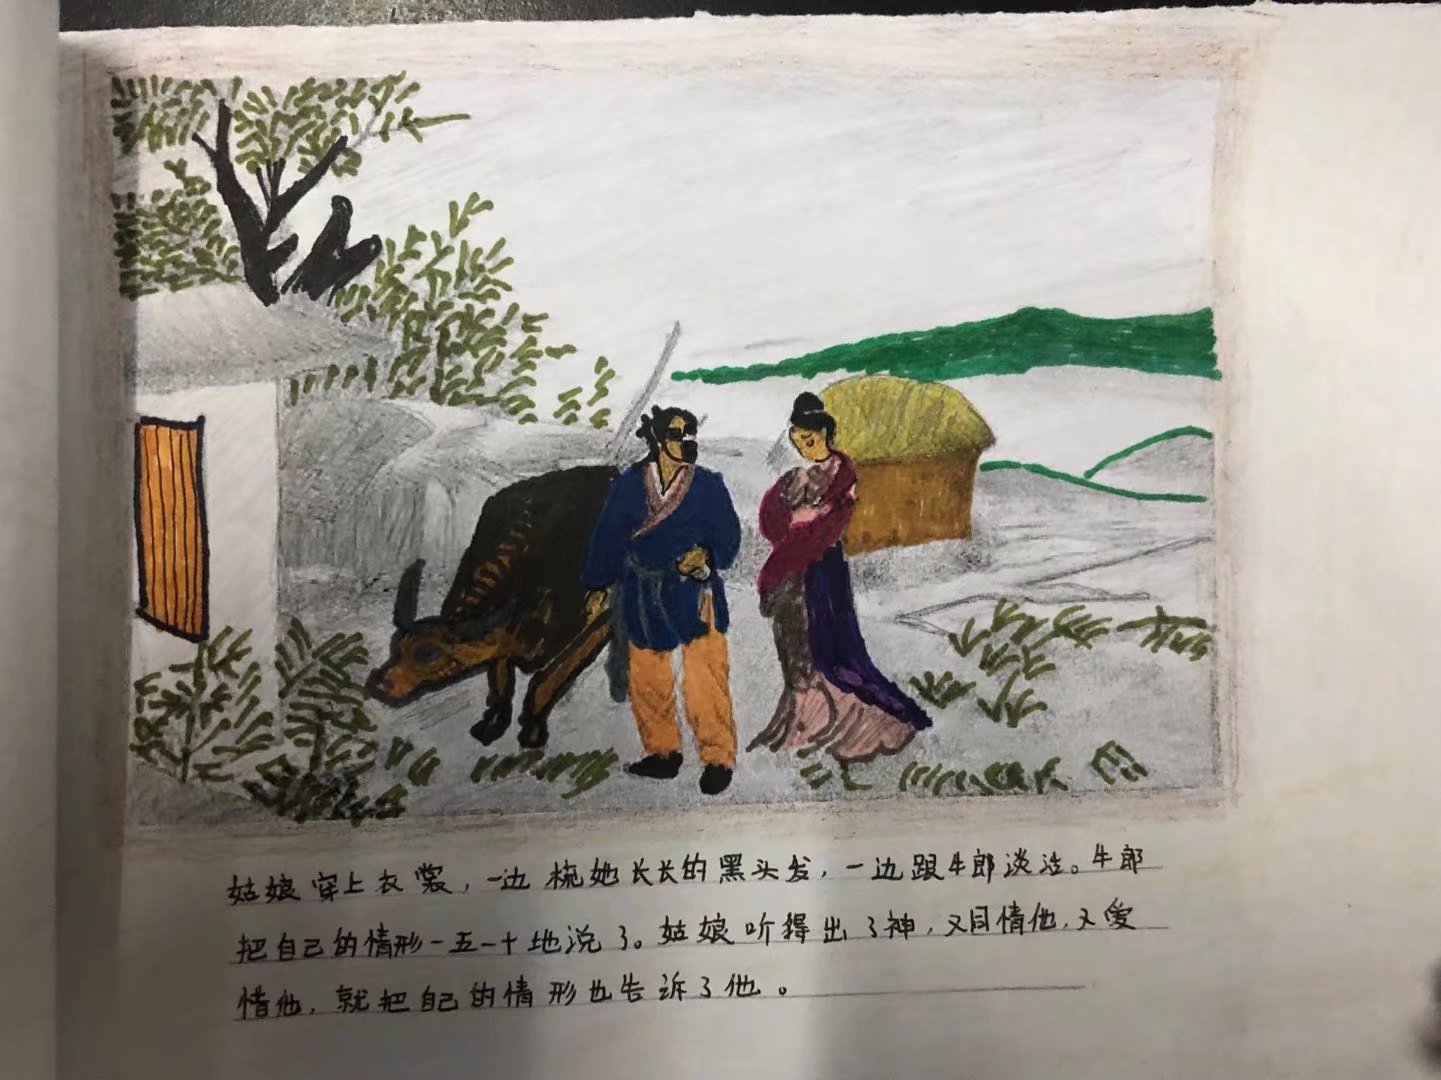 姑娘穿上衣裳，一边梳她长长的黑头发，一边跟牛郎谈话。牛郎
把自己的情形一五一十地说了。姑娘听得出了神，又同情他，又爱
惜他，就把自己的情形也告诉了他。